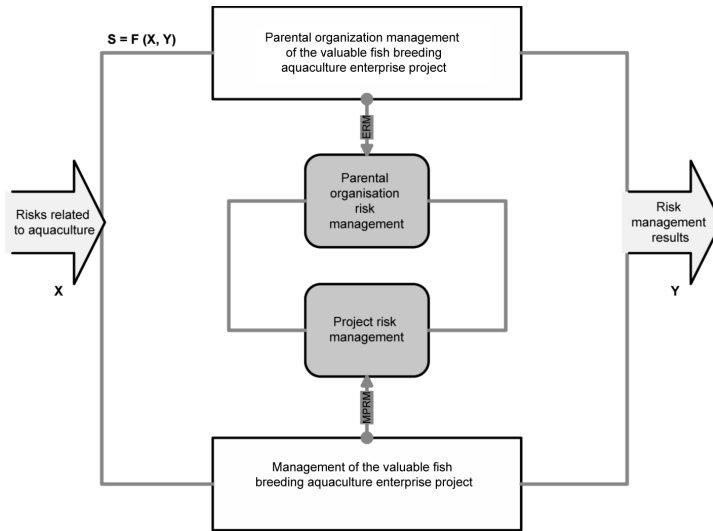 S = F (X, Y)
Parental organization management
of the valuable fish breeding
aquaculture enterprise project
ERM
Parental
organisation
risk
management
Risks related
to aquaculture
X
Risk
management
results
Y
Project risk
management
MPRM
Management of the valuable fish
breeding aquaculture enterprise project